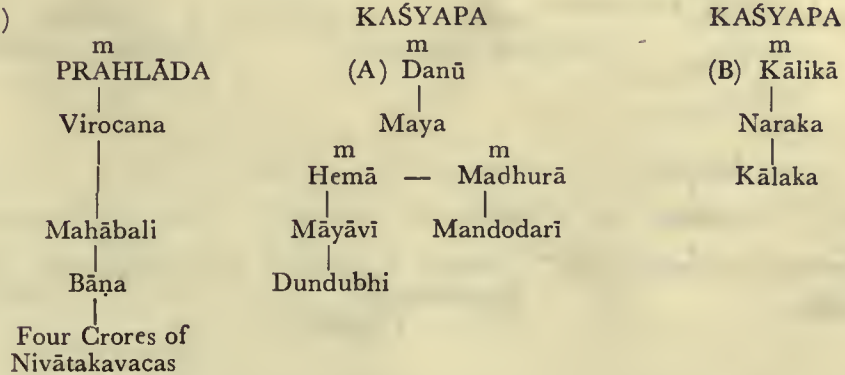 )
m
PRAHLĀDA
Virocana
Mahābali
Bāṇa
Four Crores of
Nivātakavacas
KAŚYAPA
m
(A) Danū
Maya
m m
Hemā — Madhurā
Māyāvī Mandodarī
Dundubhi
KAŚYAPA
m
(B) Kālikā
Naraka
Kālaka